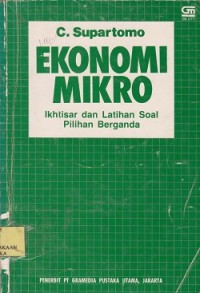 C. Supartomo
EKONOMI
MIKRO
Ikhtisar dan Latihan Soal
Pilihan Berganda
PENERBIT PT GRAMEDIA PUSTAKA UTAMA, JAKARTA